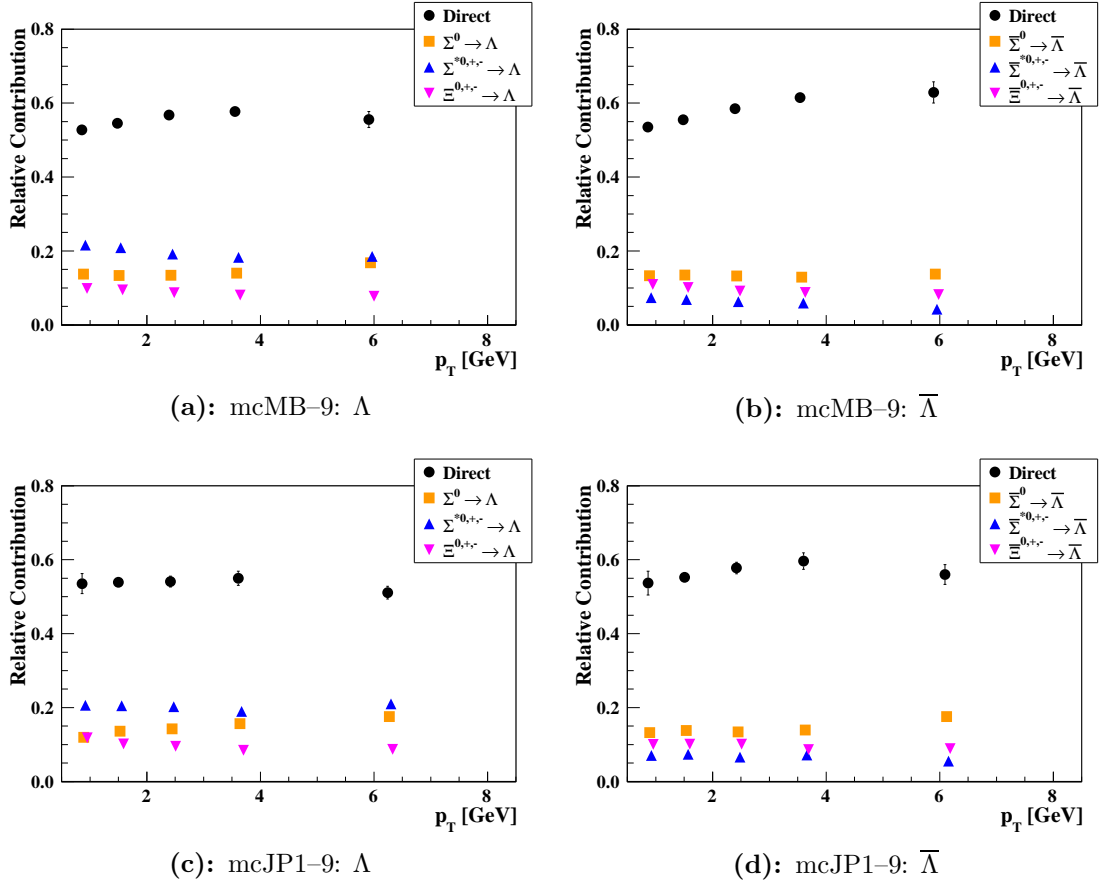 Relative Contribution
0.8
0.6
0.4
0.2
0.0
2 4 6 8
p_T [GeV]
Direct
Σ⁰ → Λ
Σ*⁰,⁺,⁻ → Λ
Ξ⁰,⁺,⁻ → Λ
(a): mcMB–9: Λ
Relative Contribution
0.8
0.6
0.4
0.2
0.0
2 4 6 8
p_T [GeV]
Direct
Σ̅⁰ → Λ̅
Σ̅*⁰,⁺,⁻ → Λ̅
Ξ̅⁰,⁺,⁻ → Λ̅
(b): mcMB–9: Λ̅
Relative Contribution
0.8
0.6
0.4
0.2
0.0
2 4 6 8
p_T [GeV]
Direct
Σ⁰ → Λ
Σ*⁰,⁺,⁻ → Λ
Ξ⁰,⁺,⁻ → Λ
(c): mcJP1–9: Λ
Relative Contribution
0.8
0.6
0.4
0.2
0.0
2 4 6 8
p_T [GeV]
Direct
Σ̅⁰ → Λ̅
Σ̅*⁰,⁺,⁻ → Λ̅
Ξ̅⁰,⁺,⁻ → Λ̅
(d): mcJP1–9: Λ̅